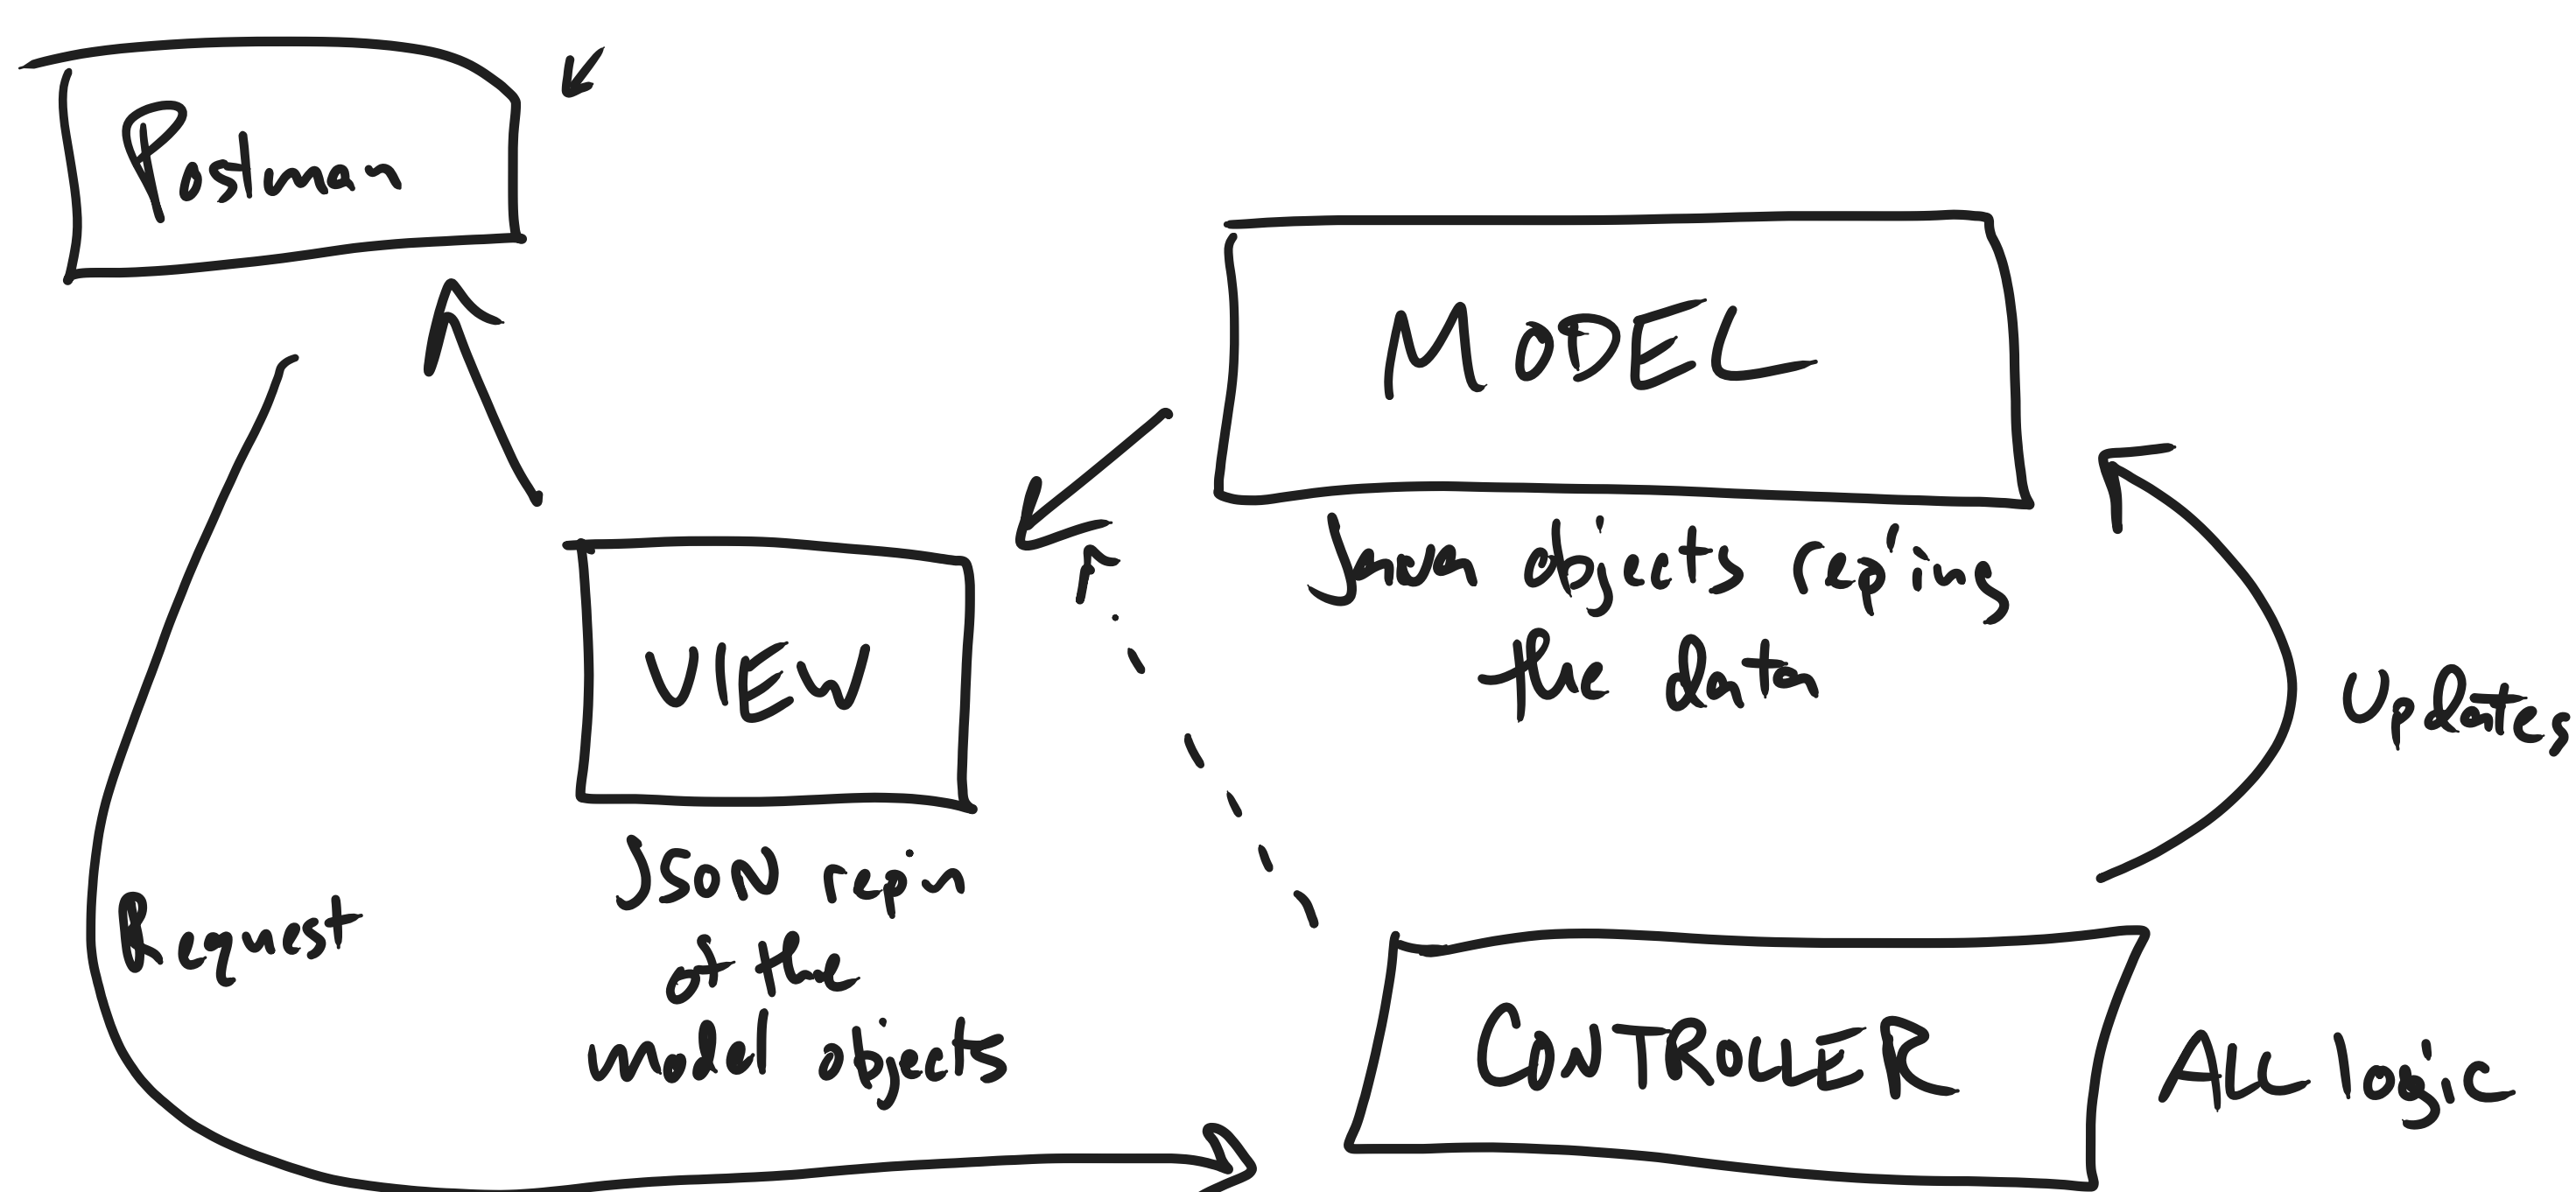 Postman
MODEL
Java objects rep'ing
the data
Updates
VIEW
JSON rep'n
of the
model objects
Request
CONTROLLER
ALL logic